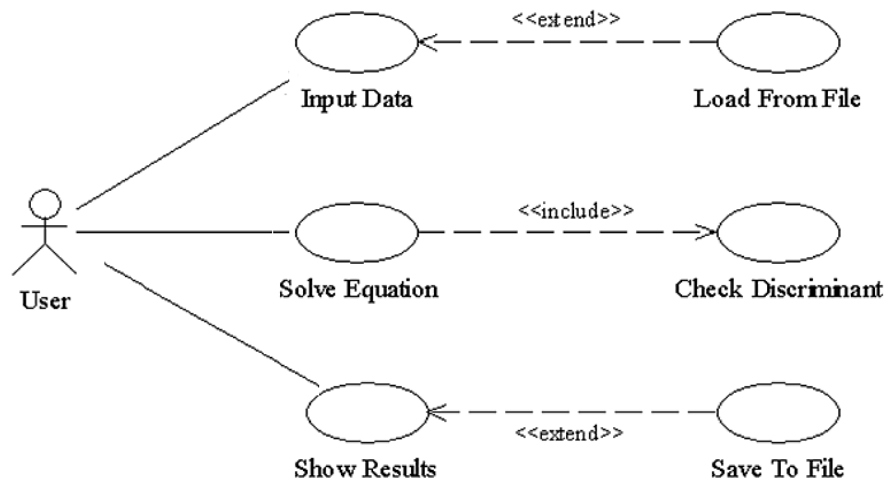 <<extend>>
Input Data
Load From File
<<include>>
User
Solve Equation
Check Discriminant
<<extend>>
Show Results
Save To File